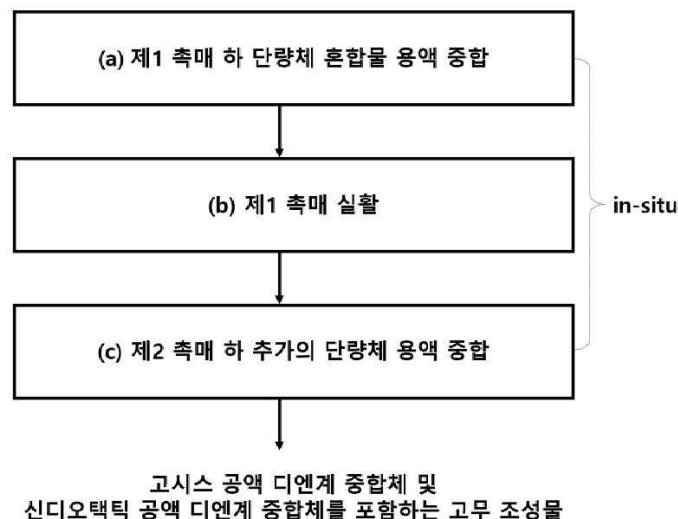 (a) 제1 촉매 하 단량체 혼합물 용액 중합
(b) 제1 촉매 실활
in-situ
(c) 제2 촉매 하 추가의 단량체 용액 중합
고시스 공액 디엔계 중합체 및
신디오택틱 공액 디엔계 중합체를 포함하는 고무 조성물